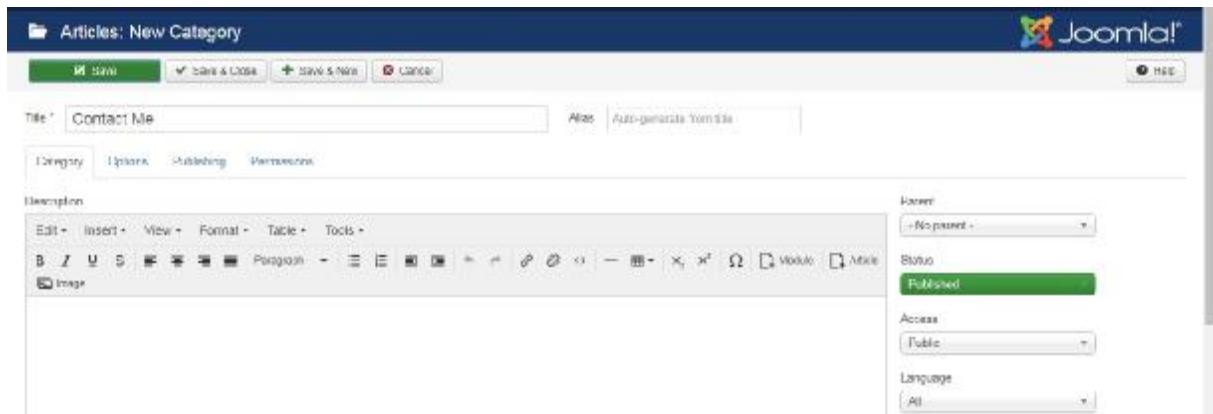 Articles: New Category Joomla!
Save Save & Close Save & New Cancel Help
Title * Contact Me Alias Auto-generate from title
Category Options Publishing Permissions
Description Parent
Edit Insert View Format Table Tools - No parent -
B I U S Paragraph Ω Module Article Status
Image Published
Access
Public
Language
All